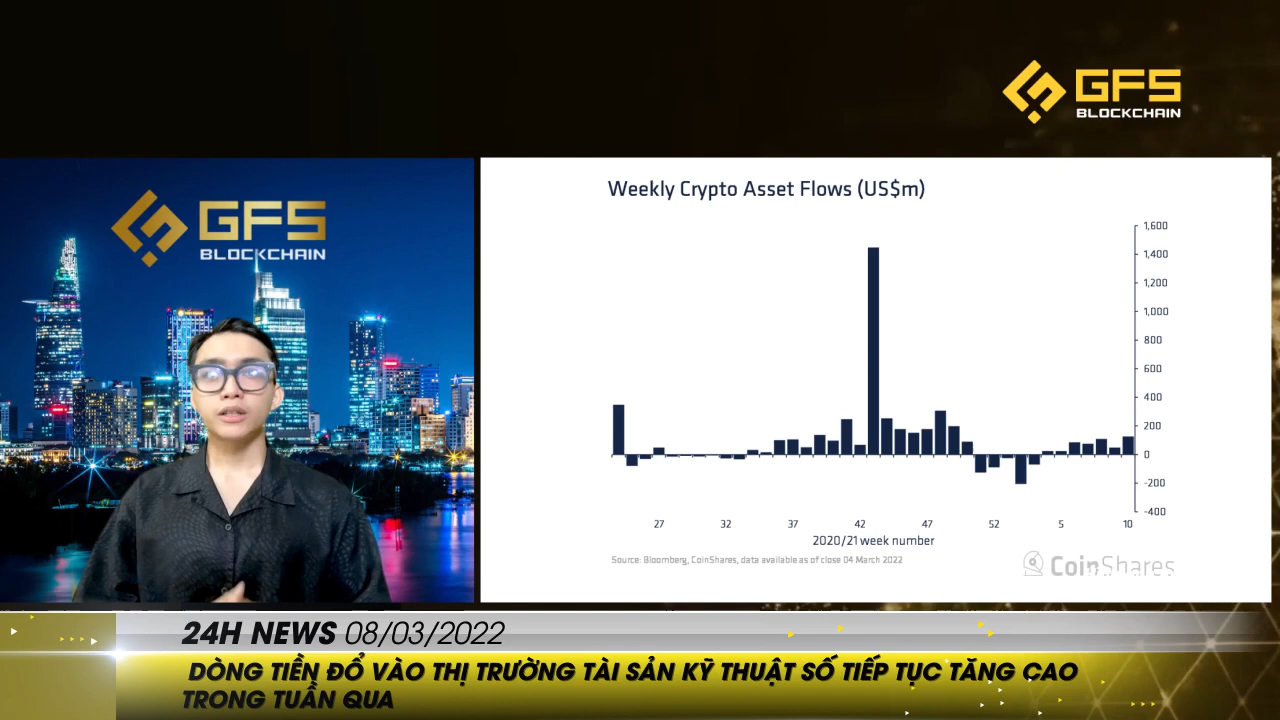 GFS
BLOCKCHAIN
GFS
BLOCKCHAIN
Weekly Crypto Asset Flows (US$m)
1,600
1,400
1,200
1,000
800
600
400
200
0
-200
-400
27 32 37 42 47 52 5 10
2020/21 week number
Source: Bloomberg, CoinShares, data available as of close 04 March 2022
CoinShares
24H NEWS 08/03/2022
DÒNG TIỀN ĐỔ VÀO THỊ TRƯỜNG TÀI SẢN KỸ THUẬT SỐ TIẾP TỤC TĂNG CAO
TRONG TUẦN QUA